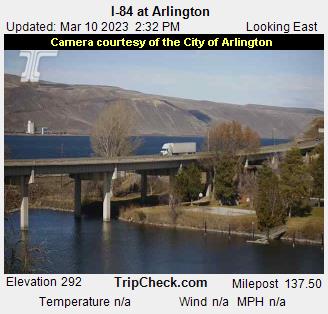 I-84 at Arlington
Updated: Mar 10 2023 2:32 PM Looking East
Camera courtesy of the City of Arlington
Elevation 292 TripCheck.com Milepost 137.50
Temperature n/a Wind n/a MPH n/a